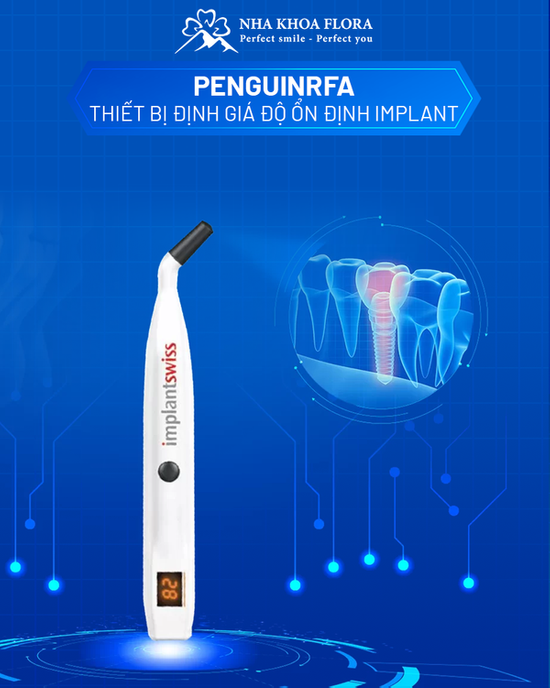 NHA KHOA FLORA
Perfect smile - Perfect you
PENGUINRFA
THIẾT BỊ ĐỊNH GIÁ ĐỘ ỔN ĐỊNH IMPLANT
implantswiss
82